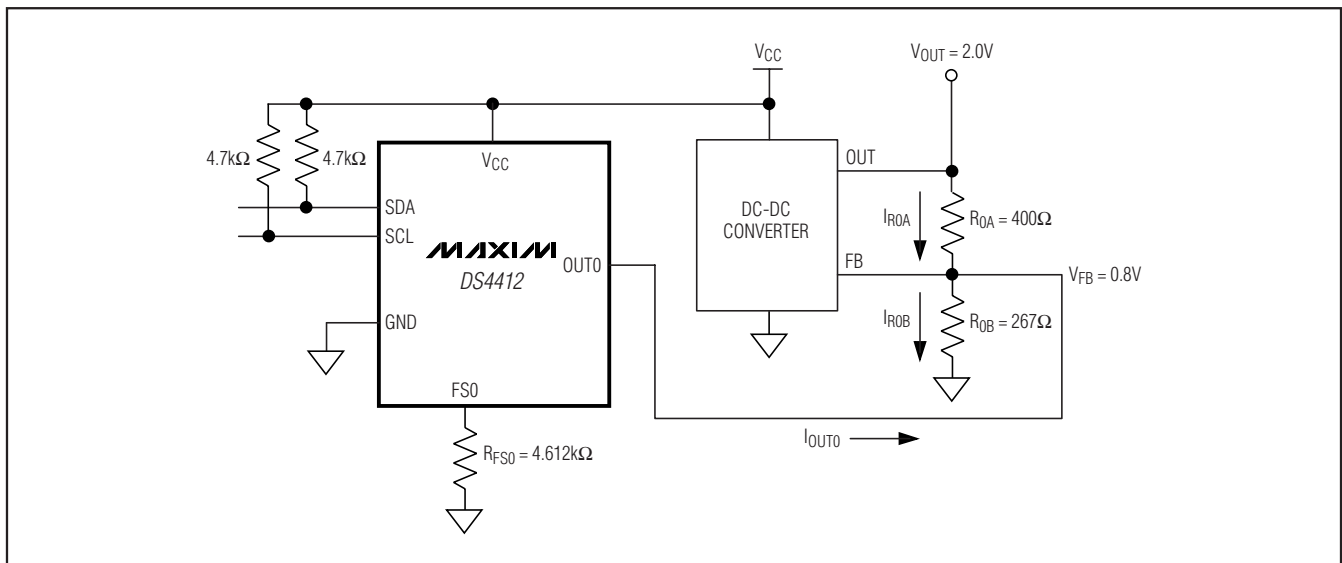 VCC
VOUT = 2.0V
4.7kΩ
4.7kΩ
VCC
SDA
SCL
MAXIM
DS4412
OUT0
GND
FS0
RFS0 = 4.612kΩ
DC-DC
CONVERTER
OUT
FB
IR0A
R0A = 400Ω
VFB = 0.8V
IR0B
R0B = 267Ω
IOUT0